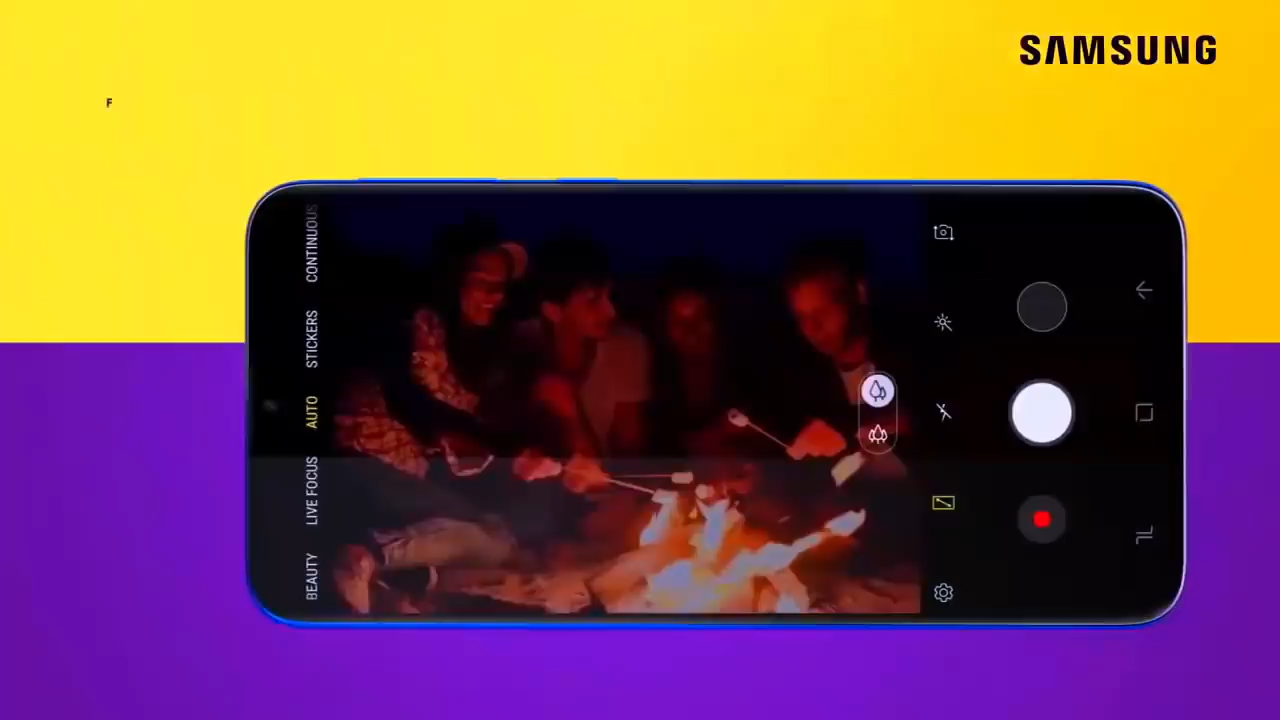 SAMSUNG
F
CONTINUOUS
STICKERS
AUTO
LIVE FOCUS
BEAUTY